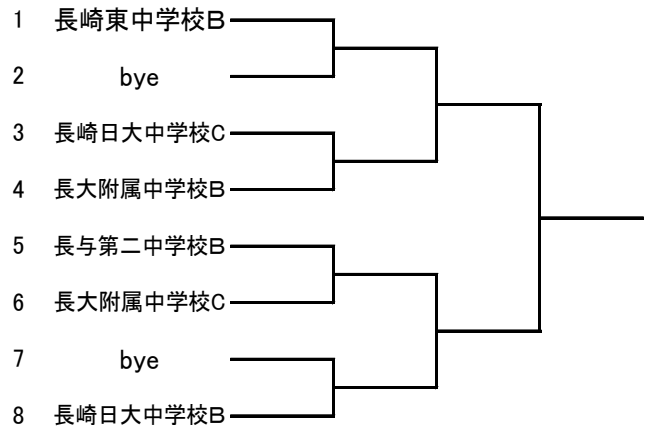 1 長崎東中学校B
2 bye
3 長崎日大中学校C
4 長大附属中学校B
5 長与第二中学校B
6 長大附属中学校C
7 bye
8 長崎日大中学校B